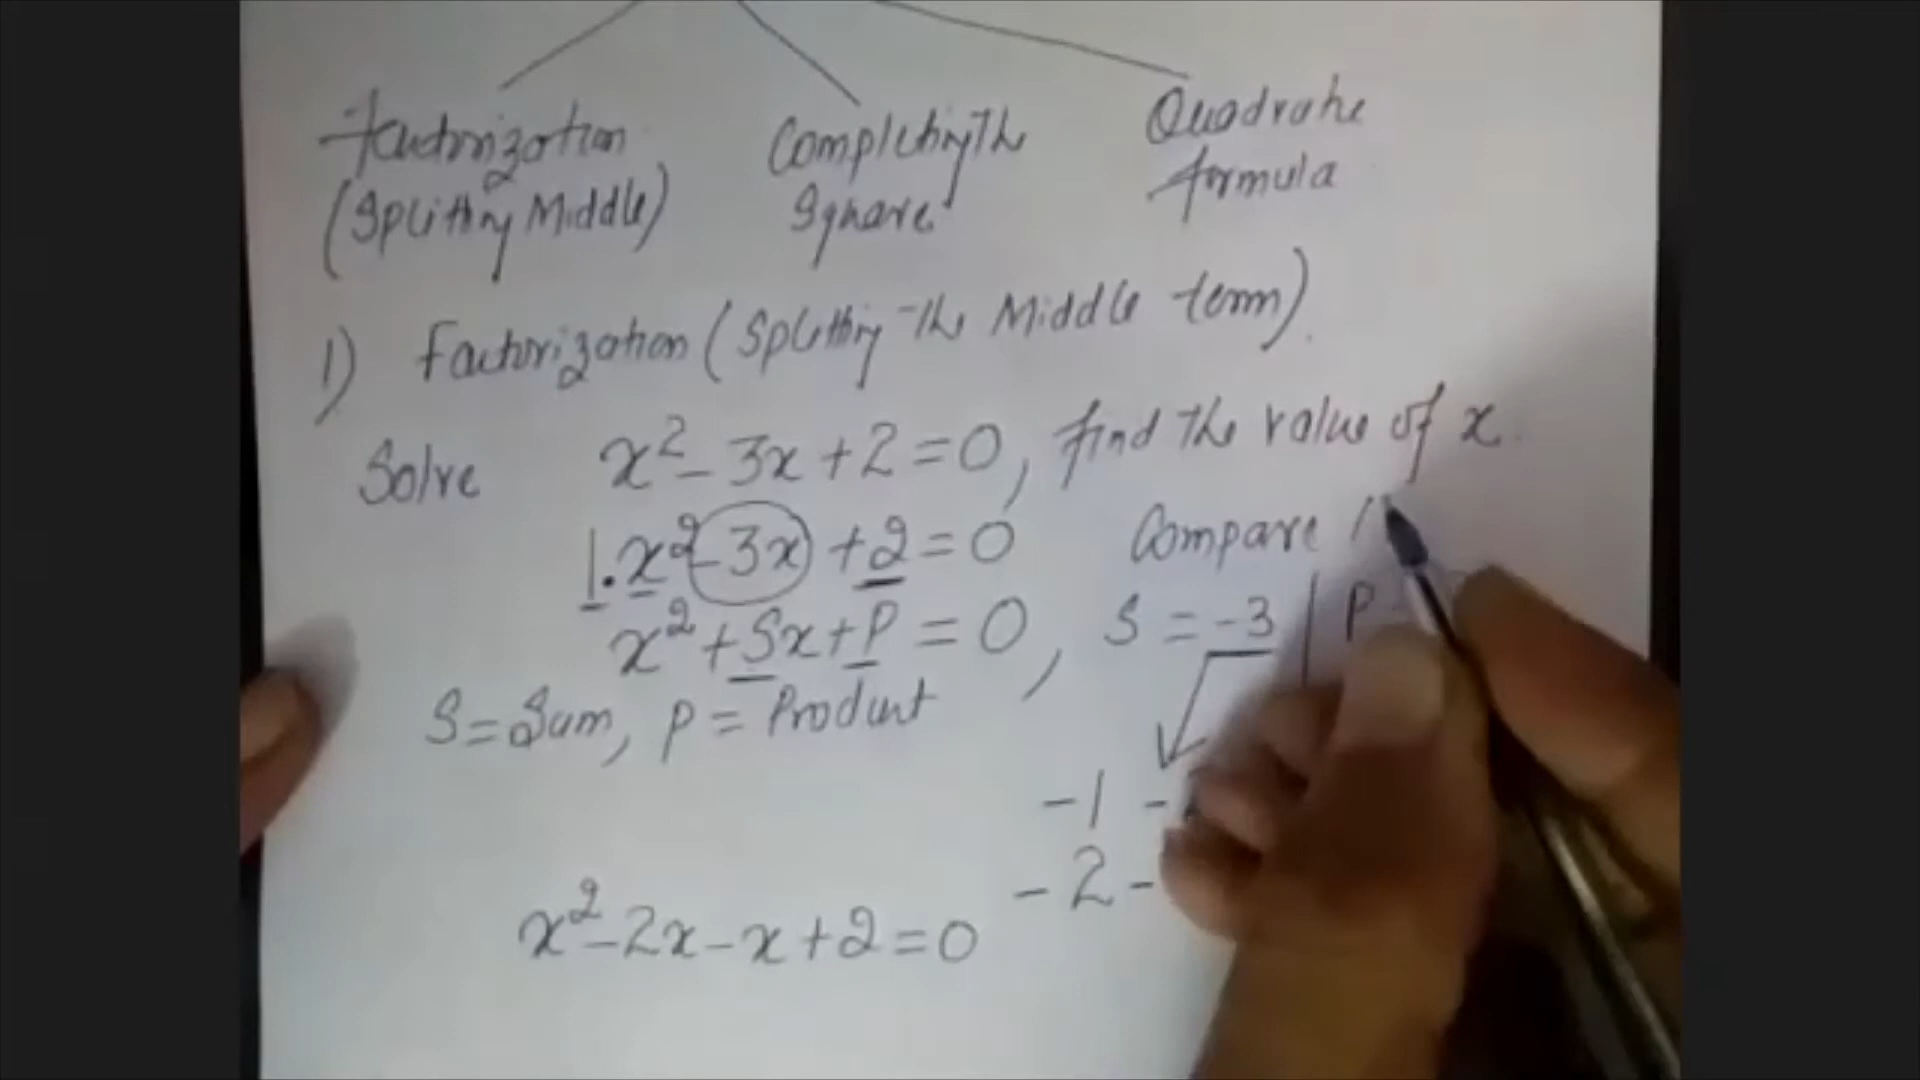 Factorization
(Splitting Middle)
Completing The
Square
Quadratic
formula
1) Factorization (Splitting The Middle term)
Solve x² - 3x + 2 = 0, find the value of x.
1.x² - 3x + 2 = 0 Compare
x² + Sx + P = 0, S = -3 | P
S = Sum, P = Product
-1 -
-2 -
x² - 2x - x + 2 = 0